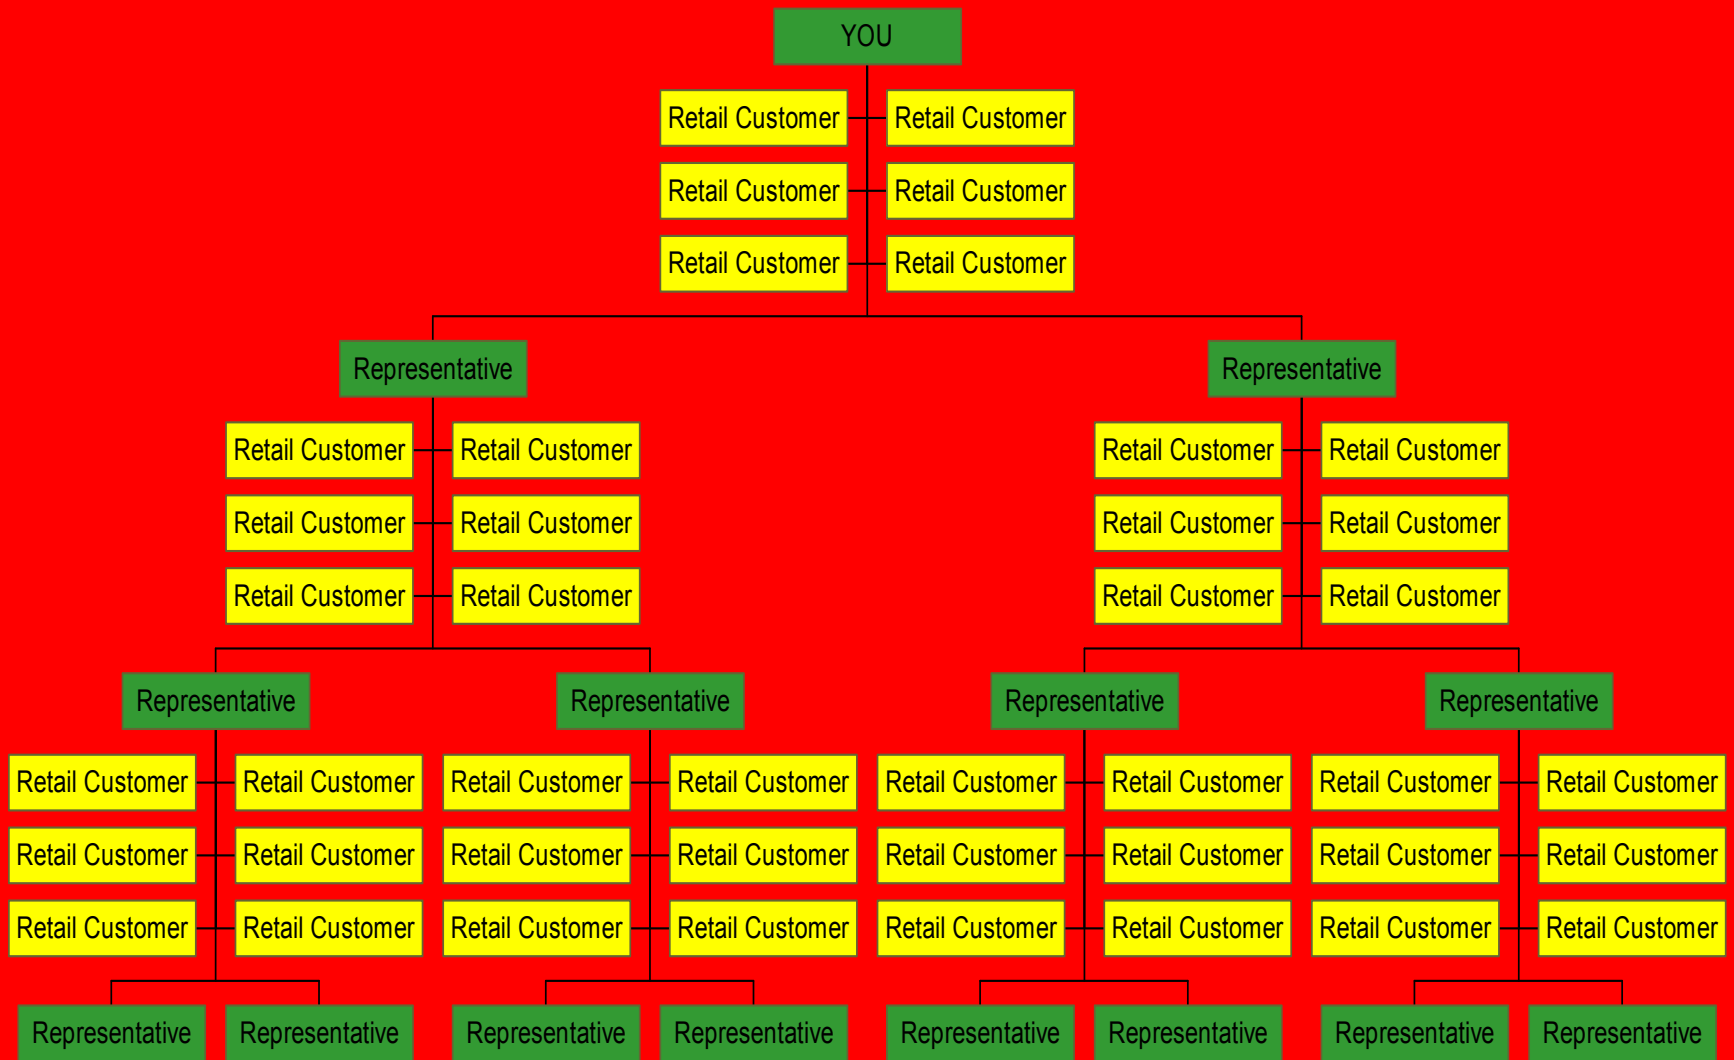 YOU
Retail Customer Retail Customer
Retail Customer Retail Customer
Retail Customer Retail Customer
Representative Representative
Retail Customer Retail Customer Retail Customer Retail Customer
Retail Customer Retail Customer Retail Customer Retail Customer
Retail Customer Retail Customer Retail Customer Retail Customer
Representative Representative Representative Representative
Retail Customer Retail Customer Retail Customer Retail Customer Retail Customer Retail Customer Retail Customer Retail Customer
Retail Customer Retail Customer Retail Customer Retail Customer Retail Customer Retail Customer Retail Customer Retail Customer
Retail Customer Retail Customer Retail Customer Retail Customer Retail Customer Retail Customer Retail Customer Retail Customer
Representative Representative Representative Representative Representative Representative Representative Representative